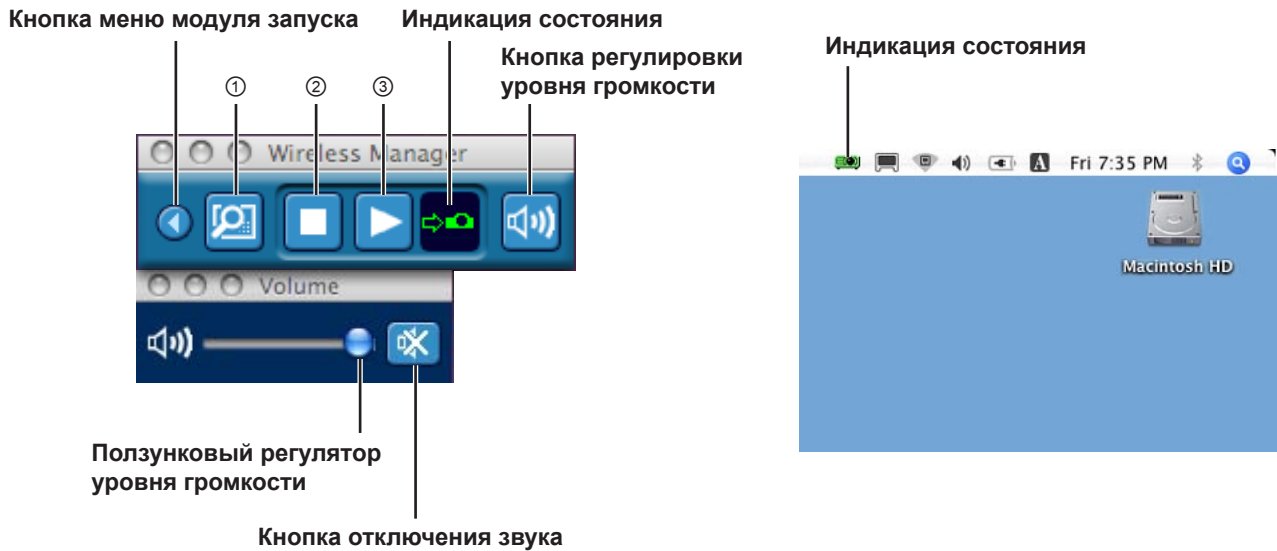 Кнопка меню модуля запуска
Индикация состояния
Кнопка регулировки
уровня громкости
① ② ③
Wireless Manager
Volume
Ползунковый регулятор
уровня громкости
Кнопка отключения звука
Индикация состояния
A Fri 7:35 PM
Macintosh HD